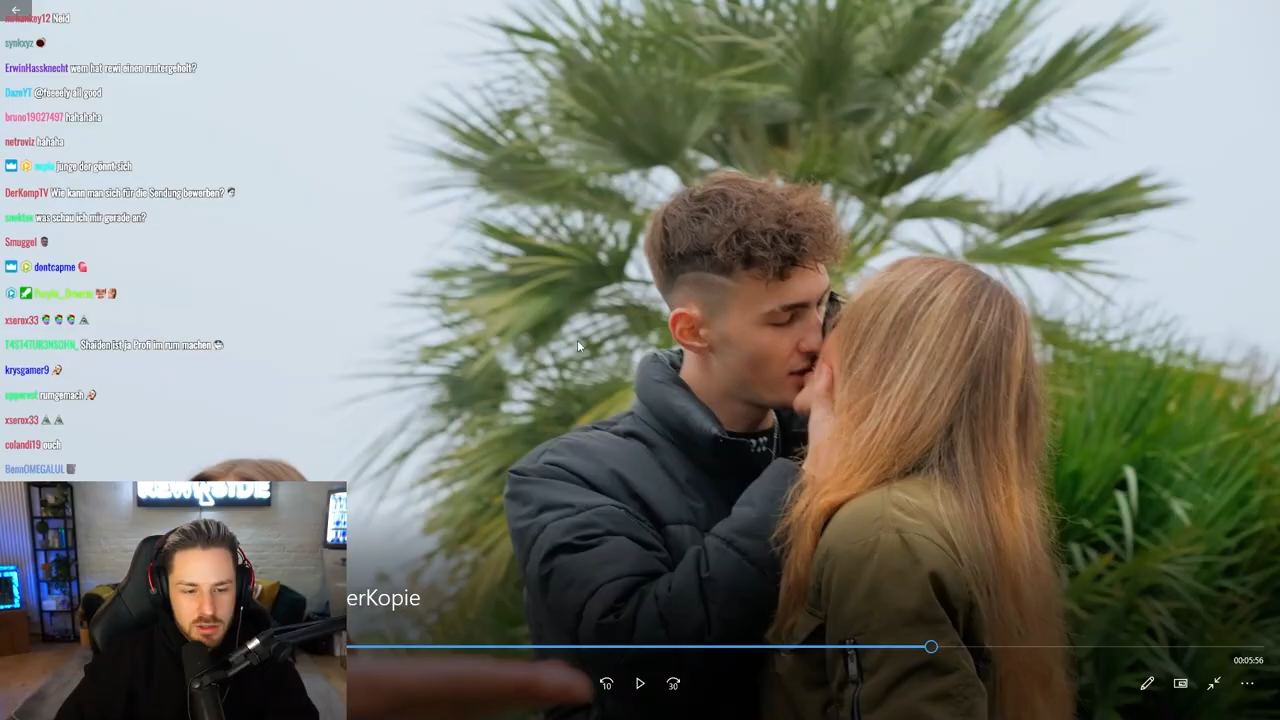 mohankey12 Neid
synkxyz
ErwinHassknecht wem hat rewi einen runtergeholt?
DazeYT @feeeely all good
bruno19027497 hahahaha
netroviz hahaha
junge der gönnt sich
DerKompTV Wie kann man sich für die Sendung bewerben?
was schau ich mir gerade an?
Smuggel
dontcapme
xserox33
Shaiden ist ja Profi im rum machen
krysgamer9
rumgemach
xserox33
colandi19 ouch
BennOMEGALUL
erKopie
00:05:56
10
30